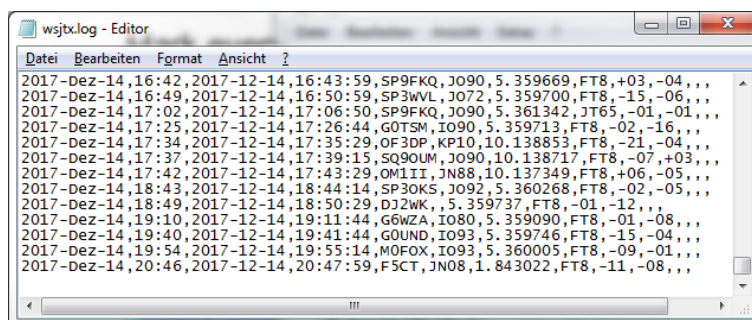 wsjtx.log - Editor
Datei Bearbeiten Format Ansicht ?
2017-Dez-14,16:42,2017-12-14,16:43:59,SP9FKQ,JO90,5.359669,FT8,+03,-04,,,
2017-Dez-14,16:49,2017-12-14,16:50:59,SP3WVL,JO72,5.359700,FT8,-15,-06,,,
2017-Dez-14,17:02,2017-12-14,17:06:50,SP9FKQ,JO90,5.361342,JT65,-01,-01,,,
2017-Dez-14,17:25,2017-12-14,17:26:44,G0TSM,IO90,5.359713,FT8,-02,-16,,,
2017-Dez-14,17:34,2017-12-14,17:35:29,OF3DP,KP10,10.138853,FT8,-21,-04,,,
2017-Dez-14,17:37,2017-12-14,17:39:15,SQ9OUM,JO90,10.138717,FT8,-07,+03,,,
2017-Dez-14,17:42,2017-12-14,17:43:29,OM1II,JN88,10.137349,FT8,+06,-05,,,
2017-Dez-14,18:43,2017-12-14,18:44:14,SP3OKS,JO92,5.360268,FT8,-02,-05,,,
2017-Dez-14,18:49,2017-12-14,18:50:29,DJ2WK,,5.359737,FT8,-01,-12,,,
2017-Dez-14,19:10,2017-12-14,19:11:44,G6WZA,IO80,5.359090,FT8,-01,-08,,,
2017-Dez-14,19:40,2017-12-14,19:41:44,G0UND,IO93,5.359746,FT8,-15,-04,,,
2017-Dez-14,19:54,2017-12-14,19:55:14,M0FOX,IO93,5.360005,FT8,-09,-01,,,
2017-Dez-14,20:46,2017-12-14,20:47:59,F5CT,JN08,1.843022,FT8,-11,-08,,,